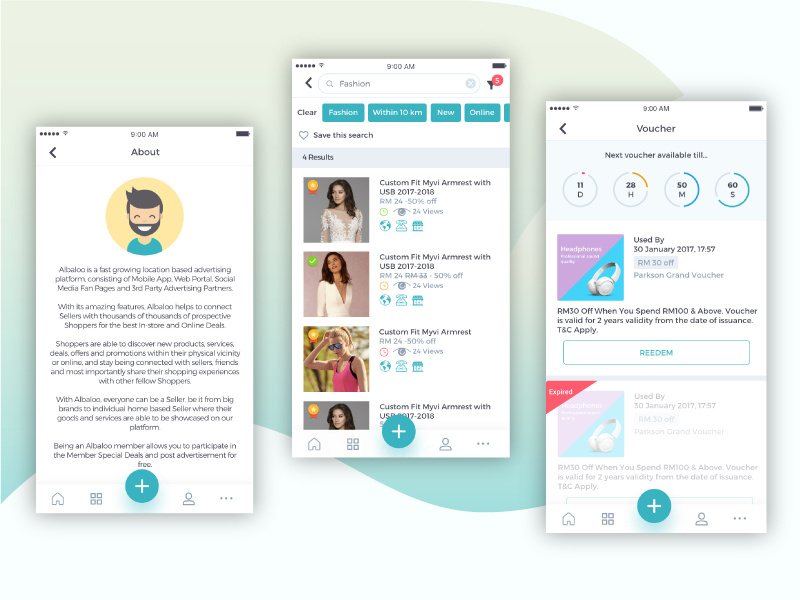 9:00 AM
About
Albaloo is a fast growing location based advertising
platform, consisting of Mobile App, Web Portal, Social
Media Fan Pages and 3rd Party Advertising Partners.
With its amazing features, Albaloo helps to connect
Sellers with thousands of thousands of prospective
Shoppers for the best in-store and Online Deals.
Shoppers are able to discover new products, services,
deals, offers and promotions within their physical vicinity
or online, and stay being connected with sellers, friends
and most importantly share their shopping experiences
with other fellow Shoppers.
With Albaloo, everyone can be a Seller, be it from big
brands to individual home based Seller where their
goods and services are able to be showcased on our
platform.
Being an Albaloo member allows you to participate in
the Member Special Deals and post advertisement for
free.
9:00 AM
Fashion
5
Clear Fashion Within 10 km New Online
Save this search
4 Results
Custom Fit Myvi Armrest with
USB 2017-2018
RM 24 -50% off
24 Views
Custom Fit Myvi Armrest with
USB 2017-2018
RM 24 RM 33 - 50% off
24 Views
Custom Fit Myvi Armrest
RM 24 -50% off
24 Views
Custom Fit Myvi Armrest with
USB 2017-2018
9:00 AM
Voucher
Next voucher available till...
11 28 50 60
D H M S
Headphones
Professional sound
quality
Used By
30 January 2017, 17:57
RM 30 off
Parkson Grand Voucher
RM30 Off When You Spend RM100 & Above. Voucher
is valid for 2 years validity from the date of issuance.
T&C Apply.
REEDEM
Expired
Headphones
Professional sound
quality
Used By
30 January 2017, 17:57
RM 30 off
Parkson Grand Voucher
RM30 Off When You Spend RM100 & Above. Voucher
is valid for 2 years validity from the date of issuance.
T&C Apply.